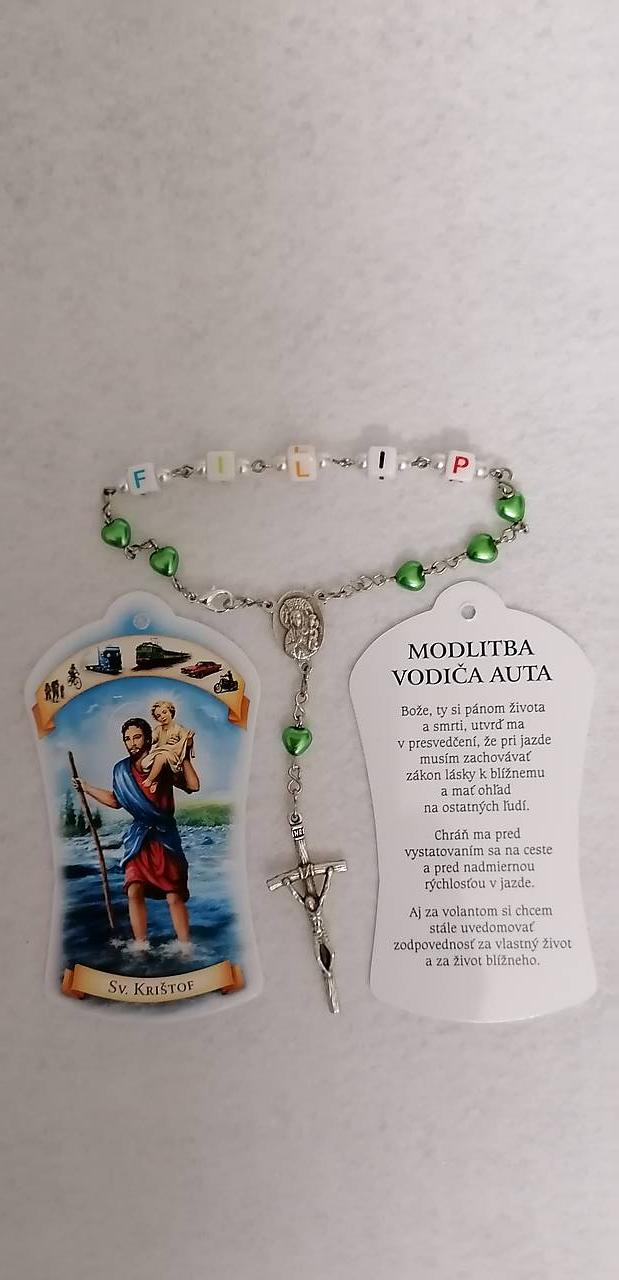 F I L I P
MODLITBA
VODIČA AUTA
Bože, ty si pánom života
a smrti, utvrď ma
v presvedčení, že pri jazde
musím zachovávať
zákon lásky k blížnemu
a mať ohľad
na ostatných ľudí.
Chráň ma pred
vystatovaním sa na ceste
a pred nadmiernou
rýchlosťou v jazde.
Aj za volantom si chcem
stále uvedomovať
zodpovednosť za vlastný život
a za život blížneho.
Sv. Krištof